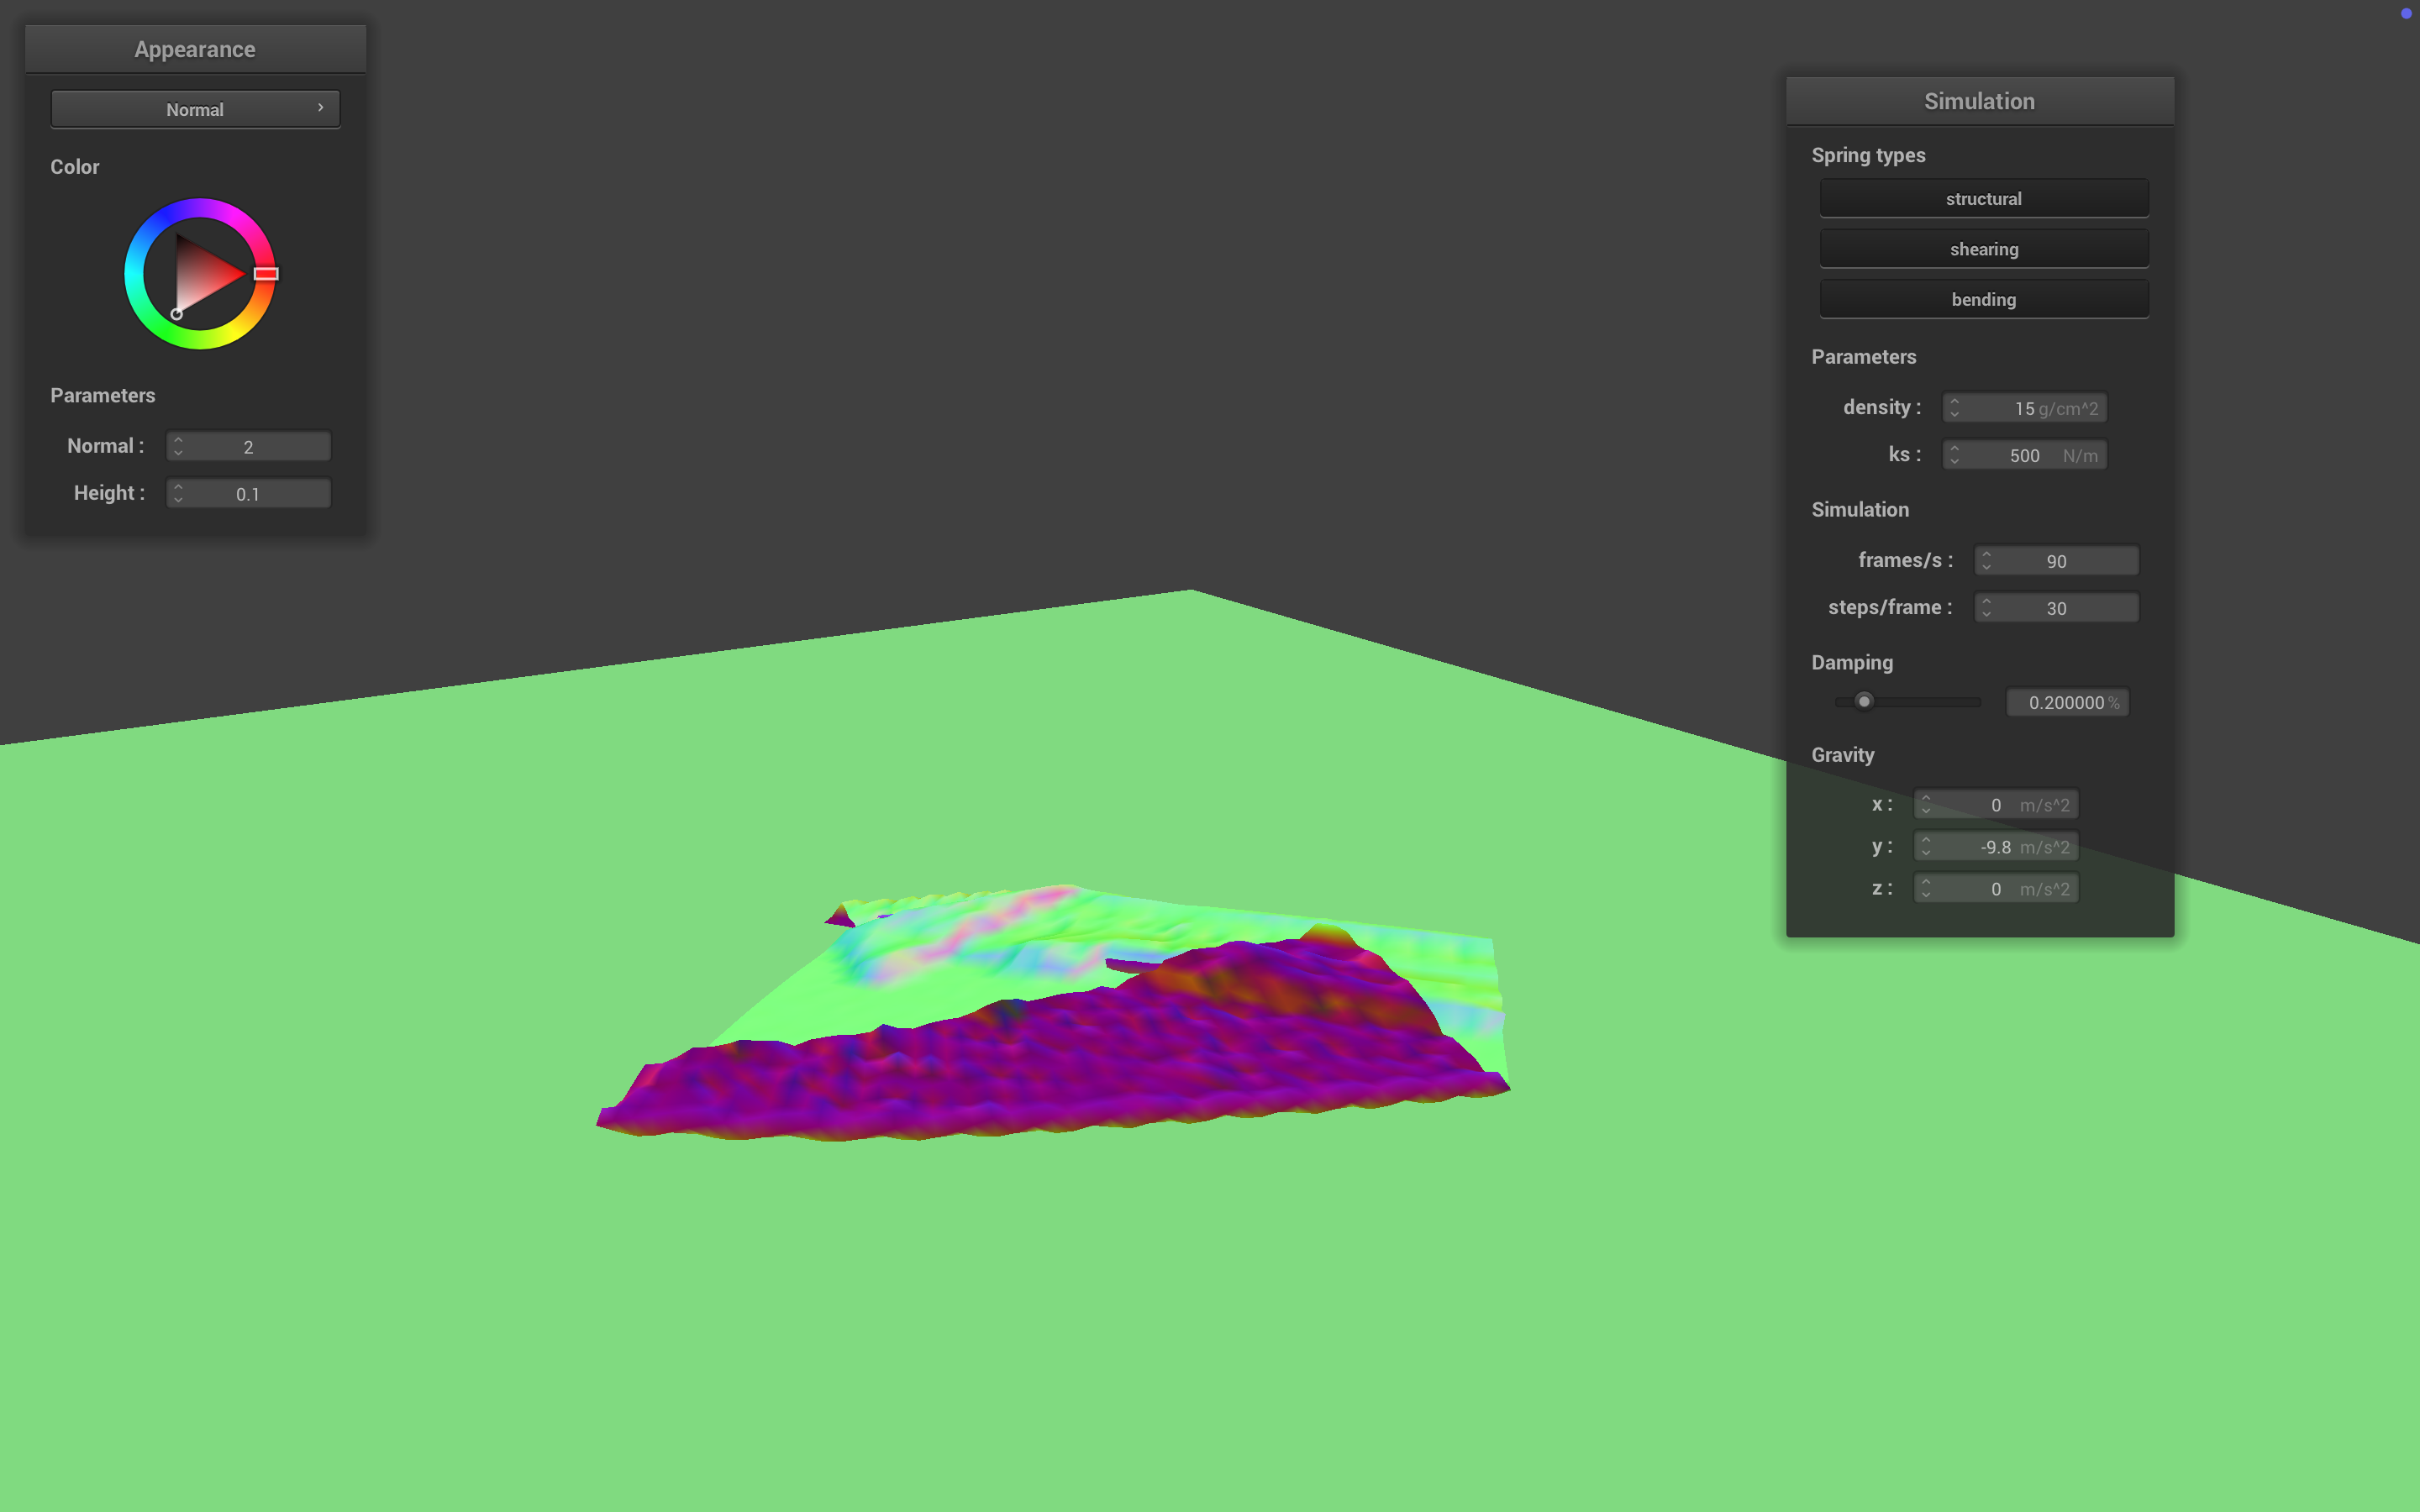 Appearance
Normal
Color
Parameters
Normal : 2
Height : 0.1
Simulation
Spring types
structural
shearing
bending
Parameters
density : 15 g/cm^2
ks : 500 N/m
Simulation
frames/s : 90
steps/frame : 30
Damping
0.200000 %
Gravity
x : 0 m/s^2
y : -9.8 m/s^2
z : 0 m/s^2